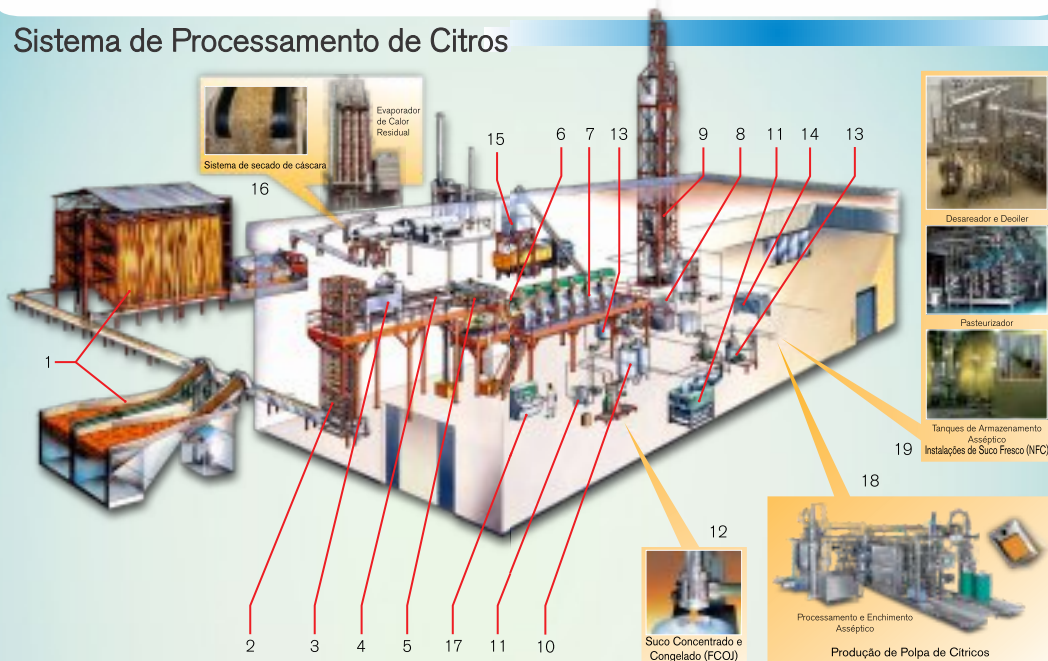 Sistema de Processamento de Citros
Evaporador
de Calor
Residual
Sistema de secado de cáscara
16
15
6
7
13
9
8
11
14
13
Desareador e Deoiler
Pasteurizador
Tanques de Armazenamento
Asséptico
Instalações de Suco Fresco (NFC)
19
1
18
12
Processamento e Enchimento
Asséptico
Produção de Polpa de Cítricos
Suco Concentrado e
Congelado (FCOJ)
2
3
4
5
17
11
10